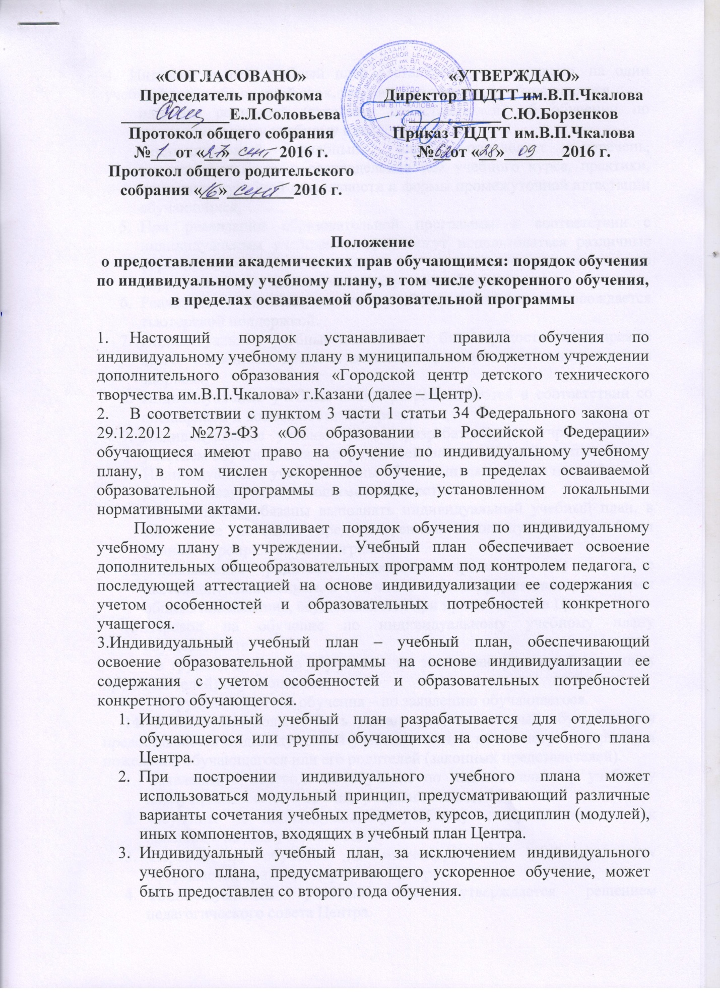 «СОГЛАСОВАНО»
Председатель профкома
Е.Л.Соловьева
Протокол общего собрания
№ 1 от «27» сент 2016 г.
Протокол общего родительского
собрания «16» сент 2016 г.
«УТВЕРЖДАЮ»
Директор ГЦДТТ им.В.П.Чкалова
С.Ю.Борзенков
Приказ ГЦДТТ им.В.П.Чкалова
№ 62 от «28» 09 2016 г.
МБУДО
им. В.П.ЧКАЛОВА»
г.КАЗАНИ
ИНН
Положение
о предоставлении академических прав обучающимся: порядок обучения
по индивидуальному учебному плану, в том числе ускоренного обучения,
в пределах осваиваемой образовательной программы
1. Настоящий порядок устанавливает правила обучения по
индивидуальному учебному плану в муниципальном бюджетном учреждении
дополнительного образования «Городской центр детского технического
творчества им.В.П.Чкалова» г.Казани (далее – Центр).
2. В соответствии с пунктом 3 части 1 статьи 34 Федерального закона от
29.12.2012 №273-ФЗ «Об образовании в Российской Федерации»
обучающиеся имеют право на обучение по индивидуальному учебному
плану, в том числен ускоренное обучение, в пределах осваиваемой
образовательной программы в порядке, установленном локальными
нормативными актами.
Положение устанавливает порядок обучения по индивидуальному
учебному плану в учреждении. Учебный план обеспечивает освоение
дополнительных общеобразовательных программ под контролем педагога, с
последующей аттестацией на основе индивидуализации ее содержания с
учетом особенностей и образовательных потребностей конкретного
учащегося.
3.Индивидуальный учебный план – учебный план, обеспечивающий
освоение образовательной программы на основе индивидуализации ее
содержания с учетом особенностей и образовательных потребностей
конкретного обучающегося.
1. Индивидуальный учебный план разрабатывается для отдельного
обучающегося или группы обучающихся на основе учебного плана
Центра.
2. При построении индивидуального учебного плана может
использоваться модульный принцип, предусматривающий различные
варианты сочетания учебных предметов, курсов, дисциплин (модулей),
иных компонентов, входящих в учебный план Центра.
3. Индивидуальный учебный план, за исключением индивидуального
учебного плана, предусматривающего ускоренное обучение, может
быть предоставлен со второго года обучения.